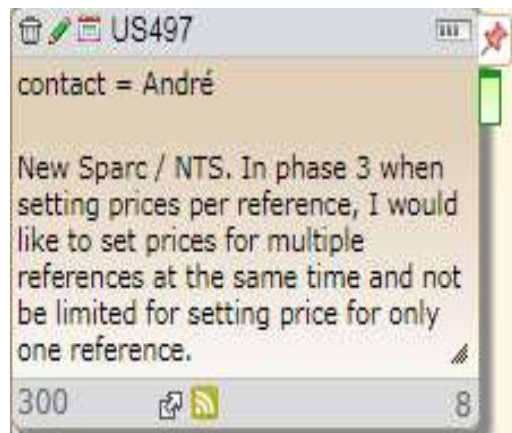 US497
contact = André
New Sparc / NTS. In phase 3 when
setting prices per reference, I would
like to set prices for multiple
references at the same time and not
be limited for setting price for only
one reference.
300 8